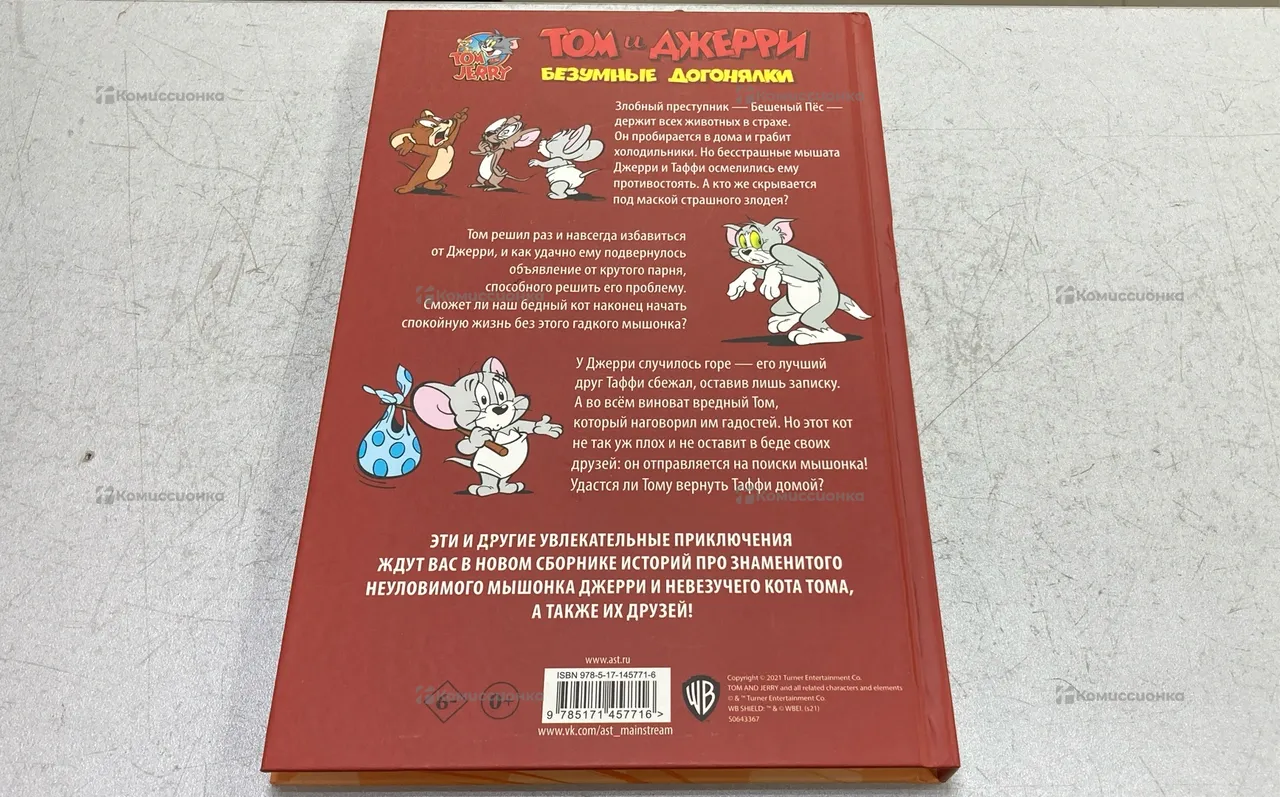 TOM and JERRY
ТОМ и ДЖЕРРИ
БЕЗУМНЫЕ ДОГОНЯЛКИ
Злобный преступник — Бешеный Пёс —
держит всех животных в страхе.
Он пробирается в дома и грабит
холодильники. Но бесстрашные мышата
Джерри и Таффи осмелились ему
противостоять. А кто же скрывается
под маской страшного злодея?
Том решил раз и навсегда избавиться
от Джерри, и как удачно ему подвернулось
объявление от крутого парня,
способного решить его проблему.
Сможет ли наш бедный кот наконец начать
спокойную жизнь без этого гадкого мышонка?
У Джерри случилось горе — его лучший
друг Таффи сбежал, оставив лишь записку.
А во всём виноват вредный Том,
который наговорил им гадостей. Но этот кот
не так уж плох и не оставит в беде своих
друзей: он отправляется на поиски мышонка!
Удастся ли Тому вернуть Таффи домой?
ЭТИ И ДРУГИЕ УВЛЕКАТЕЛЬНЫЕ ПРИКЛЮЧЕНИЯ
ЖДУТ ВАС В НОВОМ СБОРНИКЕ ИСТОРИЙ ПРО ЗНАМЕНИТОГО
НЕУЛОВИМОГО МЫШОНКА ДЖЕРРИ И НЕВЕЗУЧЕГО КОТА ТОМА,
А ТАКЖЕ ИХ ДРУЗЕЙ!
www.ast.ru
ISBN 978-5-17-145771-6
9 785171 457716 >
www.vk.com/ast_mainstream
6-
0+
WB
Copyright © 2021 Turner Entertainment Co.
TOM AND JERRY and all related characters and elements
© & ™ Turner Entertainment Co.
WB SHIELD: ™ & © WBEI. (s21)
50643367
Комиссионка
Комиссионка
Комиссионка
Комиссионка
Комиссионка
Комиссионка
Комиссионка
Комиссионка